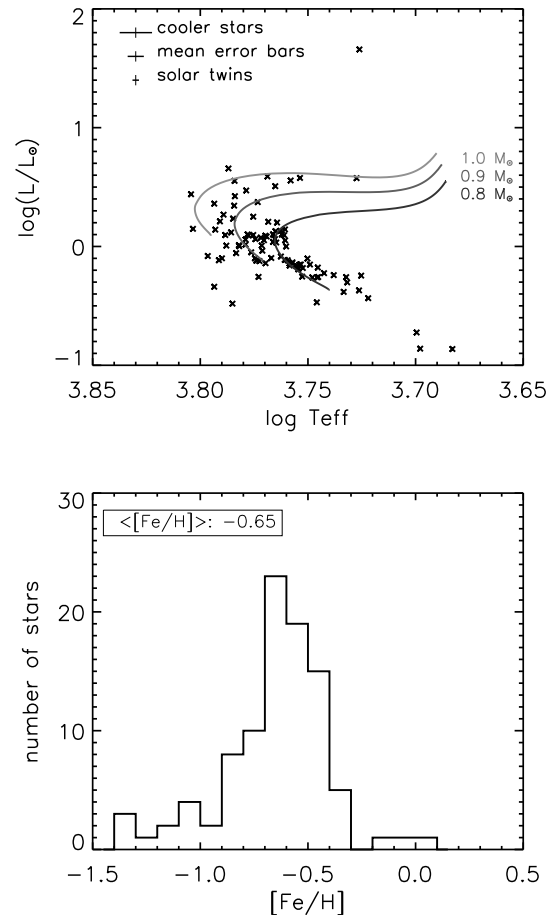 2
cooler stars
mean error bars
solar twins
1
1.0 M⊙
0.9 M⊙
0.8 M⊙
log(L/L⊙)
0
−1
3.85 3.80 3.75 3.70 3.65
log Teff
30
<[Fe/H]>: −0.65
20
number of stars
10
0
−1.5 −1.0 −0.5 0.0 0.5
[Fe/H]